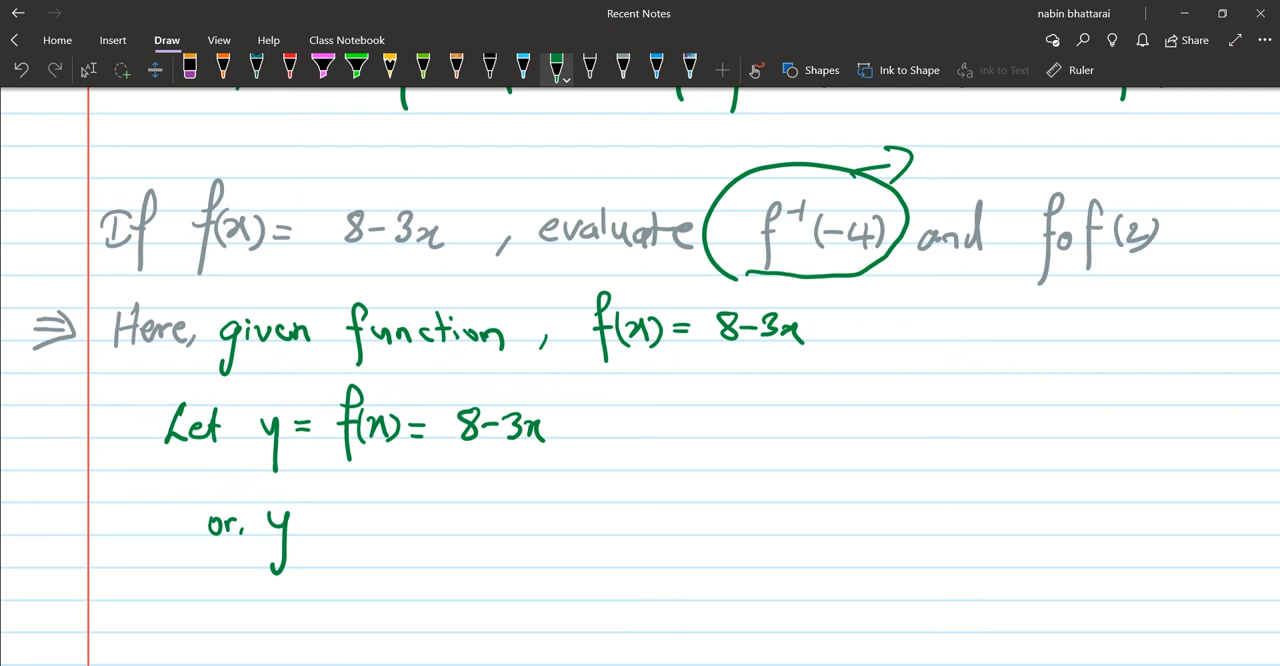 Recent Notes
nabin bhattarai
Home Insert Draw View Help Class Notebook
Share
Shapes Ink to Shape Ink to Text Ruler
If f(x) = 8-3x , evaluate f⁻¹(-4) and fof(2)
⇒ Here, given function , f(x) = 8-3x
Let y = f(x) = 8-3x
or, y